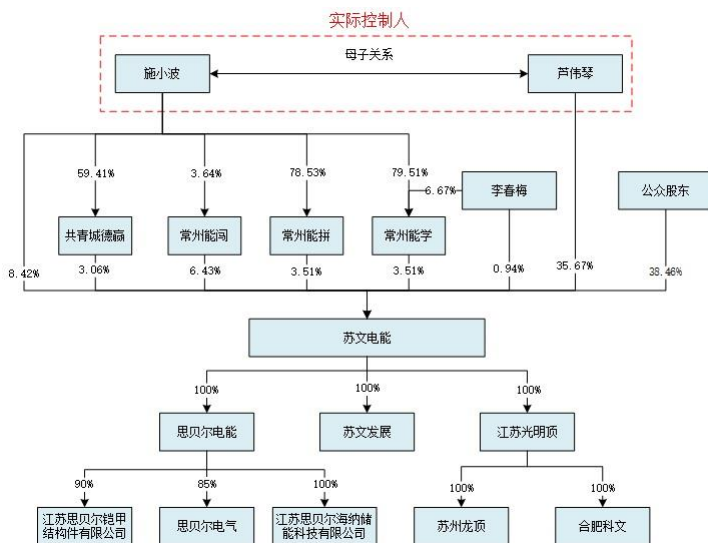 实际控制人
施小波
母子关系
芦伟琴
59.41%
3.64%
78.53%
79.51%
6.67%
李春梅
公众股东
共青城德赢
常州能闯
常州能拼
常州能学
8.42%
3.06%
6.43%
3.51%
3.51%
0.94%
35.67%
38.46%
苏文电能
100%
100%
100%
思贝尔电能
苏文发展
江苏光明顶
90%
85%
100%
江苏思贝尔铠甲
结构件有限公司
思贝尔电气
江苏思贝尔海纳储
能科技有限公司
苏州龙顶
合肥科文
100%
100%